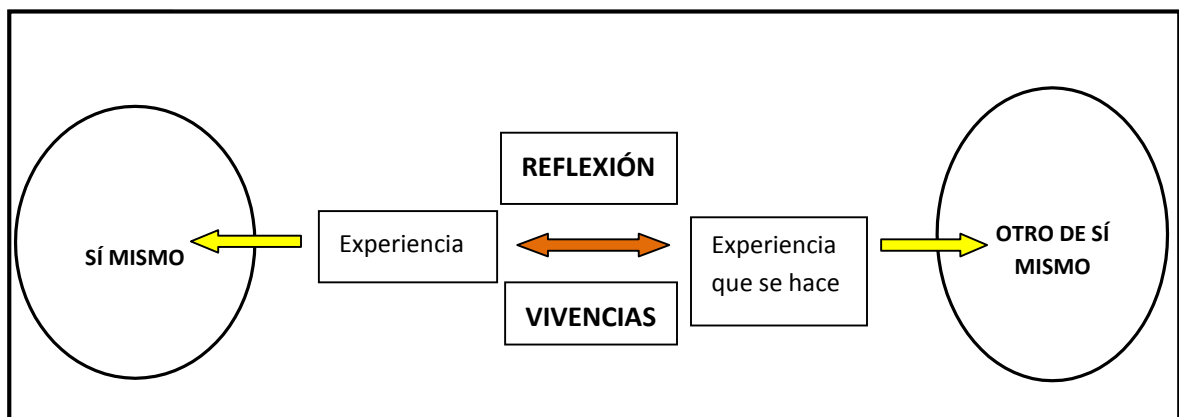 SÍ MISMO
Experiencia
REFLEXIÓN
VIVENCIAS
Experiencia
que se hace
OTRO DE SÍ
MISMO